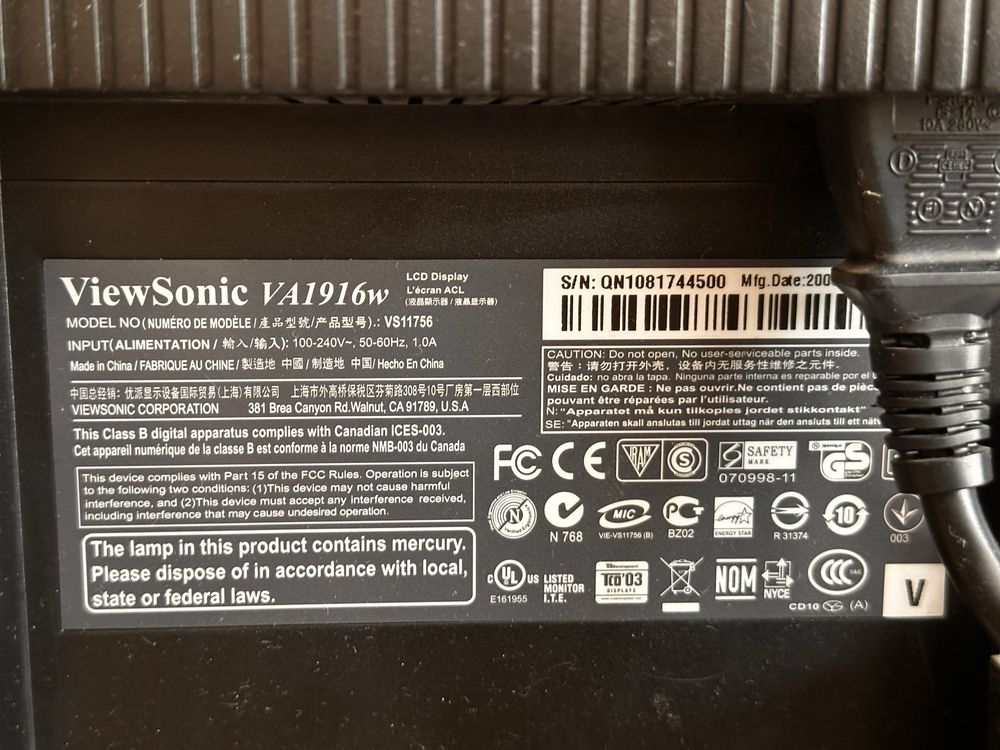 10A 250V~
ViewSonic VA1916w
LCD Display
L'écran ACL
(液晶顯示器 / 液晶显示器)
MODEL NO (NUMÉRO DE MODÈLE / 產品型號/产品型号).: VS11756
INPUT(ALIMENTATION / 輸入/输入): 100-240V~, 50-60Hz, 1.0A
Made in China / FABRIQUE AU CHINE / 製造地 中國 / 制造地 中国/ Hecho En China
中国总经销: 优派显示设备国际贸易(上海)有限公司 上海市外高桥保税区芬菊路308号10号厂房第一层西部位
VIEWSONIC CORPORATION 381 Brea Canyon Rd.Walnut, CA 91789, U.S.A
This Class B digital apparatus complies with Canadian ICES-003.
Cet appareil numérique de la classe B est conforme à la norme NMB-003 du Canada
This device complies with Part 15 of the FCC Rules. Operation is subject
to the following two conditions: (1)This device may not cause harmful
interference, and (2)This device must accept any interference received,
including interference that may cause undesired operation.
The lamp in this product contains mercury.
Please dispose of in accordance with local,
state or federal laws.
S/N: QN1081744500 Mfg.Date:200
CAUTION: Do not open, No user-serviceable parts inside.
警告: 请勿打开外壳, 设备内无服务性维修之元件.
Cuidado: no abra la tapa. Ninguna parte interna es reparable por el
MISE EN GARDE : Ne pas ouvrir.Ne contient pas de pièc
pouvant être réparées par l'utilisateur.
N: "Apparatet må kun tilkoples jordet stikkontakt"
SE: "Apparaten skall anslutas till jordat uttag när den ansluts till ett nät
FC CE VRAM S SAFETY MARK GS
070998-11
N MIC PG ENERGY STAR 10
N 768 VIE-VS11756 (B) BZ02 R 31374 003
c UL US LISTED
MONITOR
I.T.E.
E161955
TCO'03
DISPLAYS
NOM
NYCE
CCC S&E
CD10 (A)
V